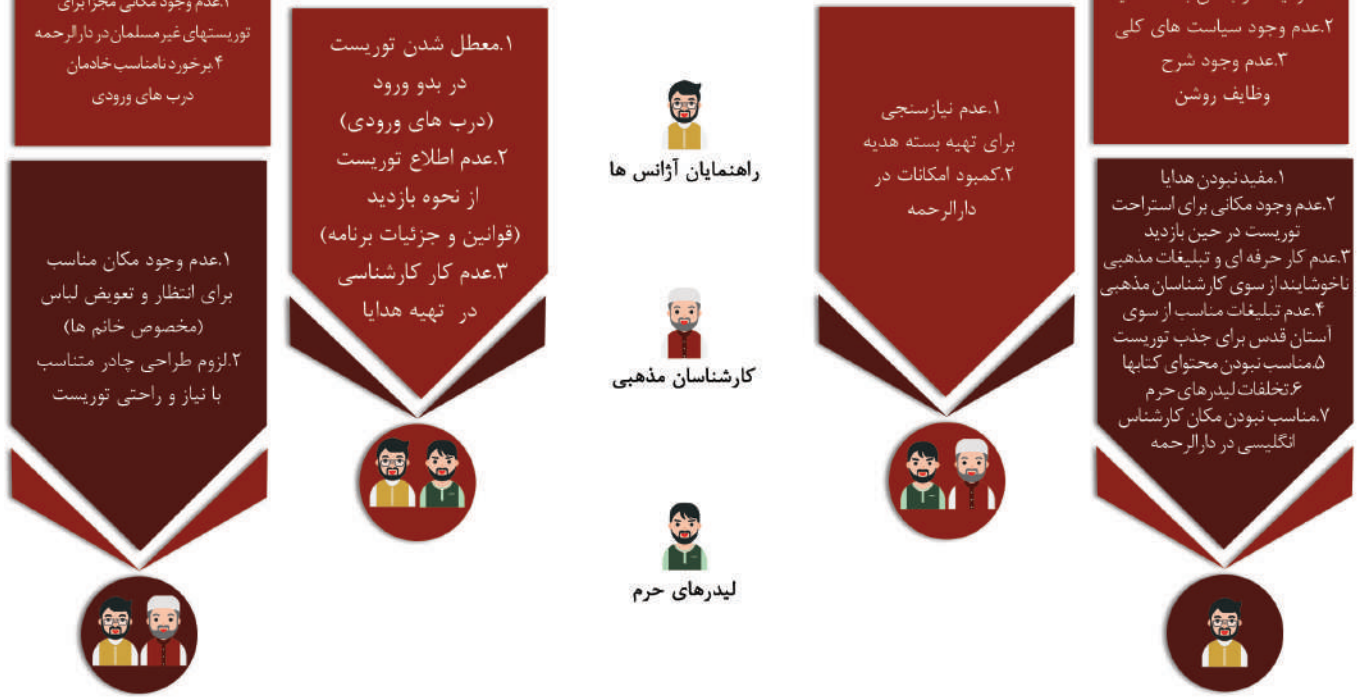 ۲.عدم وجود سیاست های کلی
۳.عدم وجود شرح
وظایف روشن
۱.مفید نبودن هدایا
۲.عدم وجود مکانی برای استراحت
توریست در حین بازدید
۳.عدم کار حرفه ای و تبلیغات مذهبی
ناخوشایند از سوی کارشناسان مذهبی
۴.عدم تبلیغات مناسب از سوی
آستان قدس برای جذب توریست
۵.مناسب نبودن محتوای کتابها
۶.تخلفات لیدرهای حرم
۷.مناسب نبودن مکان کارشناس
انگلیسی در دارالرحمه
۱.عدم نیازسنجی
برای تهیه بسته هدیه
۲.کمبود امکانات در
دارالرحمه
راهنمایان آژانس ها
کارشناسان مذهبی
لیدرهای حرم
۱.معطل شدن توریست
در بدو ورود
(درب های ورودی)
۲.عدم اطلاع توریست
از نحوه بازدید
(قوانین و جزئیات برنامه)
۳.عدم کار کارشناسی
در تهیه هدایا
عدم وجود مکانی مجزا برای
توریستهای غیرمسلمان در دارالرحمه
۴.برخورد نامناسب خادمان
درب های ورودی
۱.عدم وجود مکان مناسب
برای انتظار و تعویض لباس
(مخصوص خانم ها)
۲.لزوم طراحی چادر متناسب
با نیاز و راحتی توریست